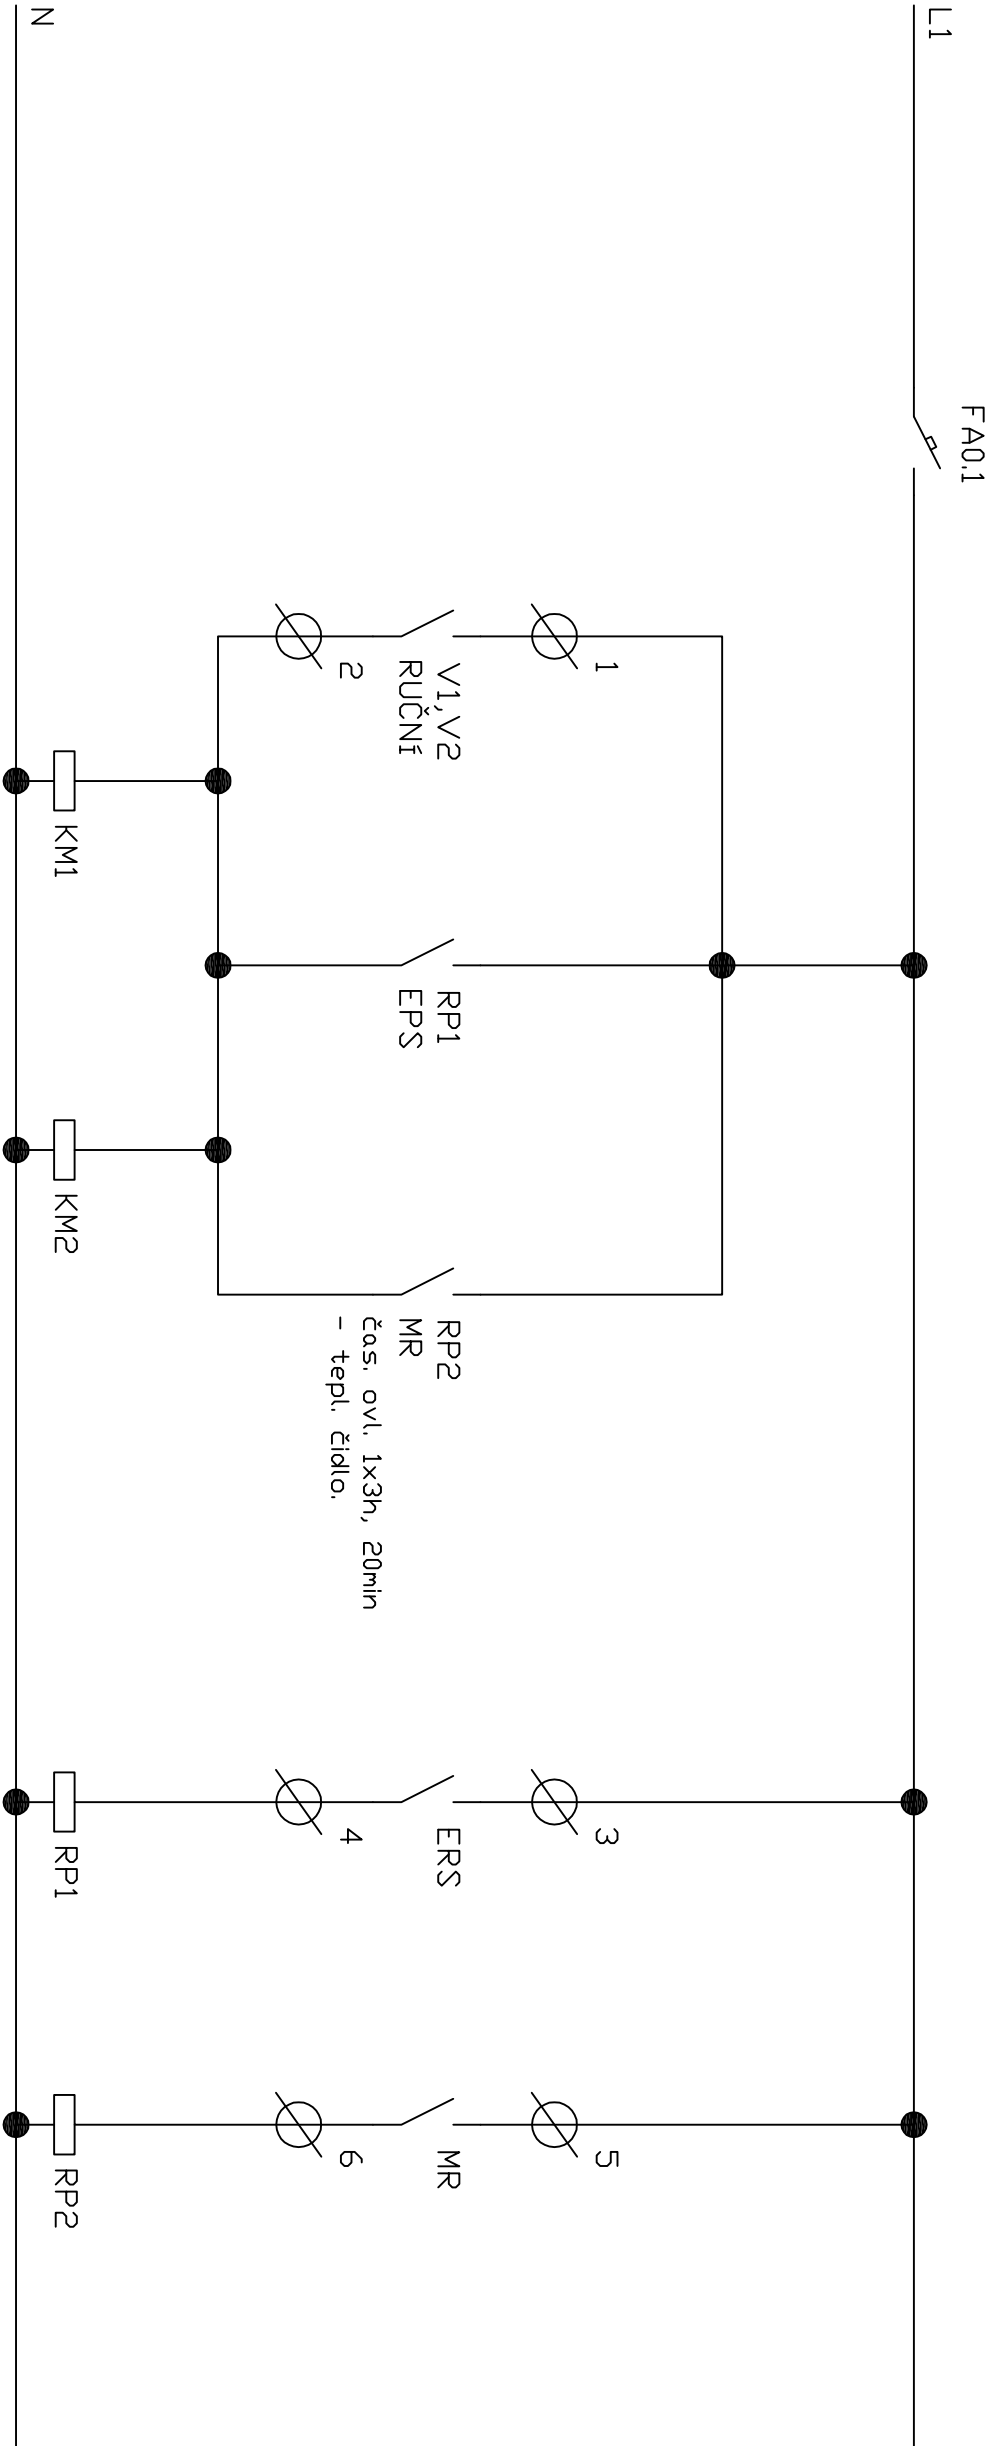 L1
FA0.1
1
V1,V2
RUČNÍ
2
RP1
EPS
RP2
MR
čas. ovl. 1x3h, 20min
- tepl. čidlo.
3
ERS
4
5
MR
6
N
KM1
KM2
RP1
RP2